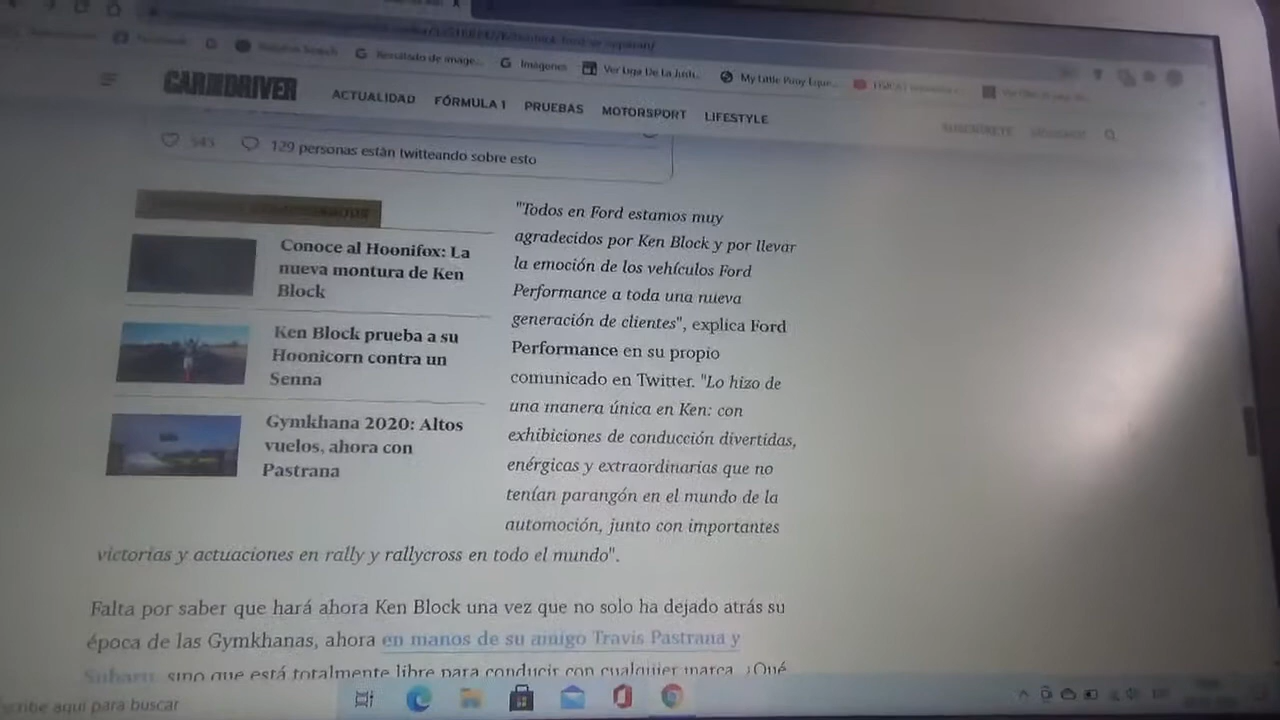 Resultado de image...
Imágenes
Ver Liga De La Justi...
My Little Pony Eque...
CAR AND DRIVER
ACTUALIDAD
FÓRMULA 1
PRUEBAS
MOTORSPORT
LIFESTYLE
SUSCRÍBETE
543
129 personas están twitteando sobre esto
Conoce al Hoonifox: La
nueva montura de Ken
Block
Ken Block prueba a su
Hoonicorn contra un
Senna
Gymkhana 2020: Altos
vuelos, ahora con
Pastrana
"Todos en Ford estamos muy
agradecidos por Ken Block y por llevar
la emoción de los vehículos Ford
Performance a toda una nueva
generación de clientes", explica Ford
Performance en su propio
comunicado en Twitter. "Lo hizo de
una manera única en Ken: con
exhibiciones de conducción divertidas,
enérgicas y extraordinarias que no
tenían parangón en el mundo de la
automoción, junto con importantes
victorias y actuaciones en rally y rallycross en todo el mundo".
Falta por saber que hará ahora Ken Block una vez que no solo ha dejado atrás su
época de las Gymkhanas, ahora en manos de su amigo Travis Pastrana y
Subaru, sino que está totalmente libre para conducir con cualquier marca. ¿Qué
scribe aquí para buscar